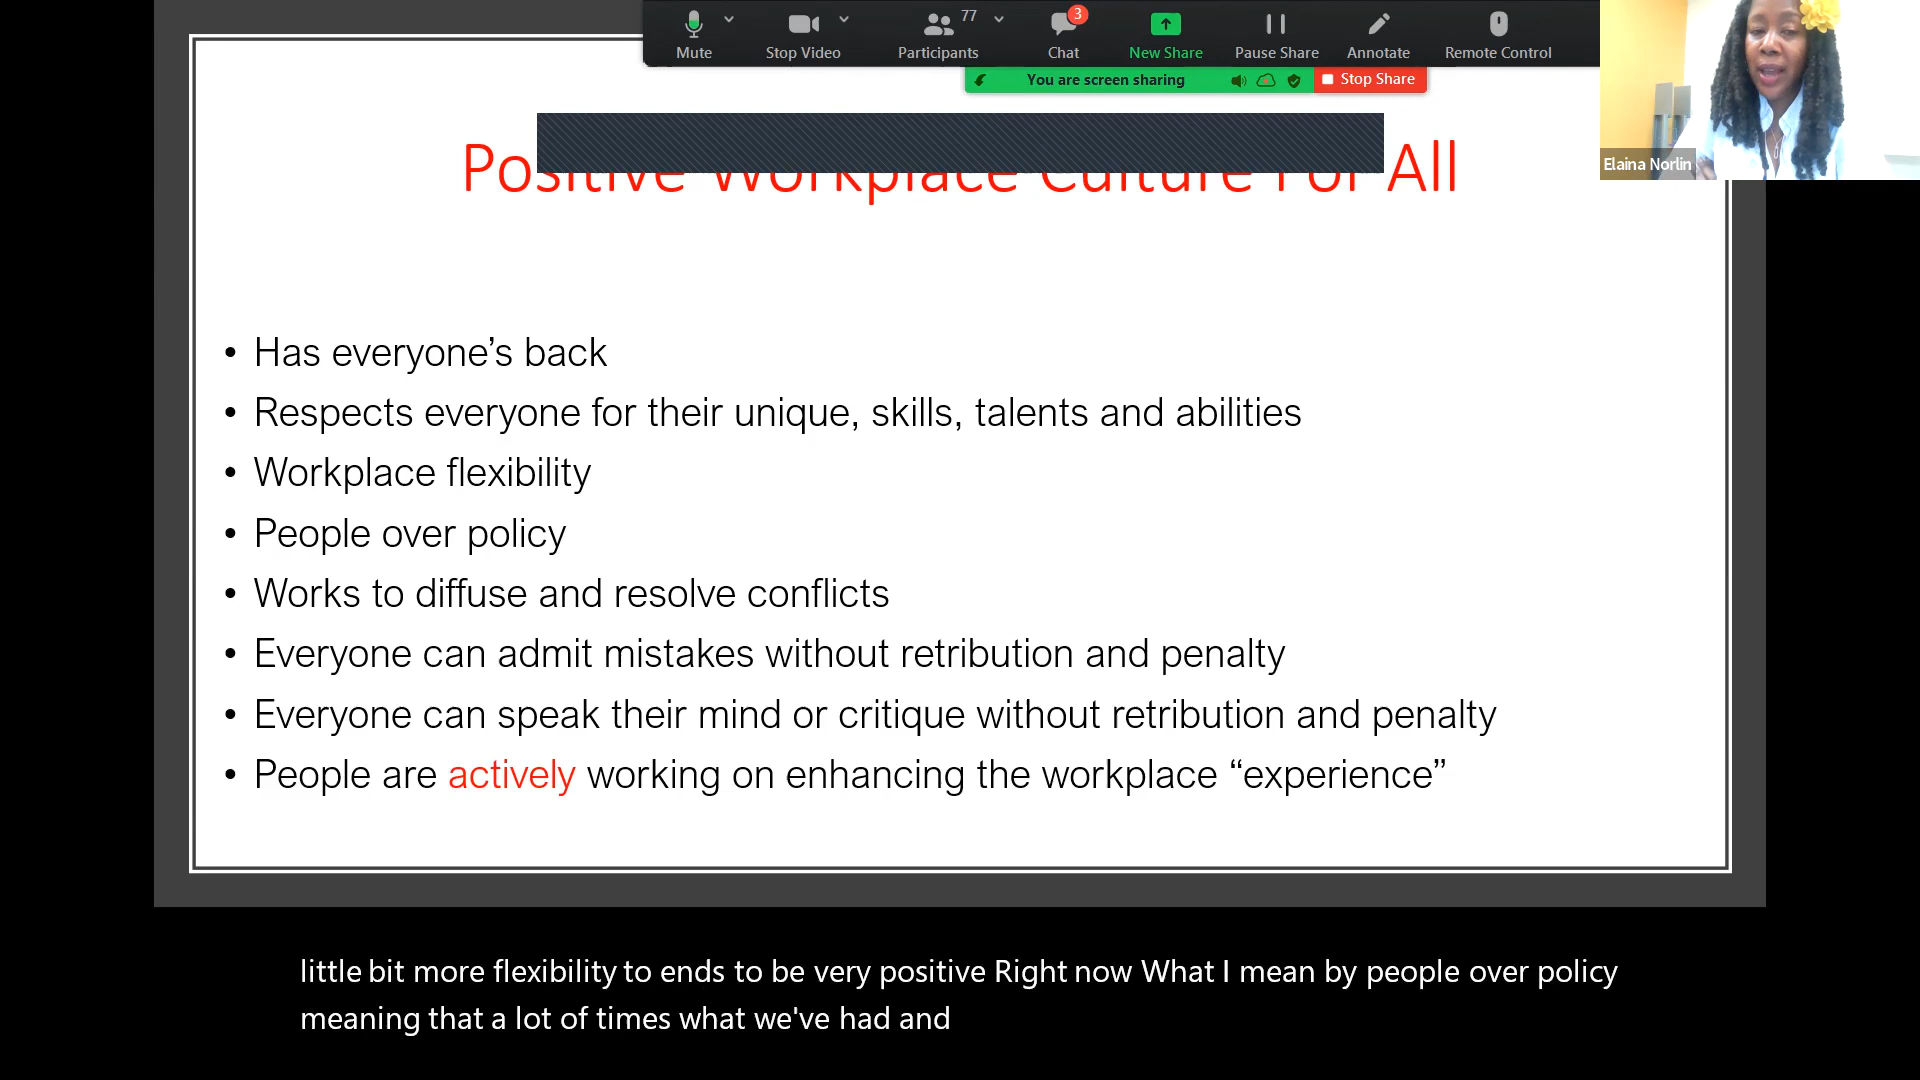 Mute
Stop Video
Participants
77
Chat
3
New Share
Pause Share
Annotate
Remote Control
You are screen sharing
Stop Share
Elaina Norlin
Positive Workplace Culture For All
• Has everyone’s back
• Respects everyone for their unique, skills, talents and abilities
• Workplace flexibility
• People over policy
• Works to diffuse and resolve conflicts
• Everyone can admit mistakes without retribution and penalty
• Everyone can speak their mind or critique without retribution and penalty
• People are actively working on enhancing the workplace “experience”
little bit more flexibility to ends to be very positive Right now What I mean by people over policy
meaning that a lot of times what we've had and